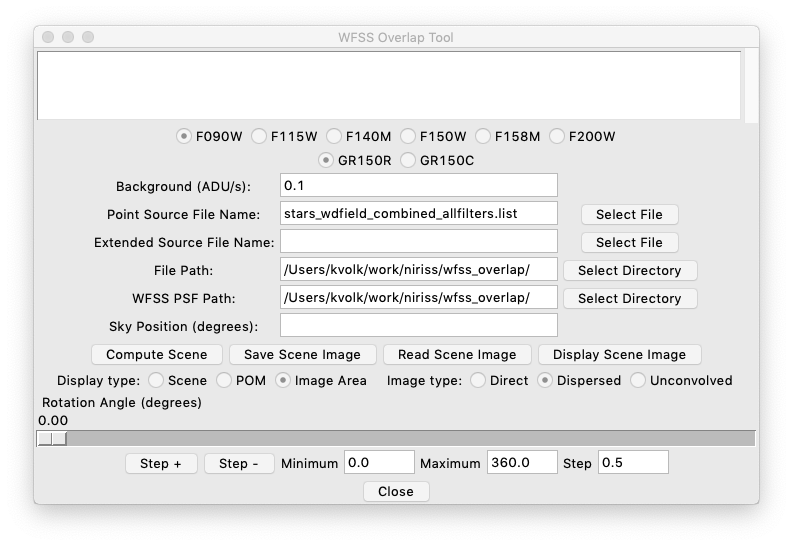 WFSS Overlap Tool
F090W F115W F140M F150W F158M F200W
GR150R GR150C
Background (ADU/s): 0.1
Point Source File Name: stars_wdfield_combined_allfilters.list Select File
Extended Source File Name: Select File
File Path: /Users/kvolk/work/niriss/wfss_overlap/ Select Directory
WFSS PSF Path: /Users/kvolk/work/niriss/wfss_overlap/ Select Directory
Sky Position (degrees):
Compute Scene Save Scene Image Read Scene Image Display Scene Image
Display type: Scene POM Image Area Image type: Direct Dispersed Unconvolved
Rotation Angle (degrees)
0.00
Step + Step - Minimum 0.0 Maximum 360.0 Step 0.5
Close